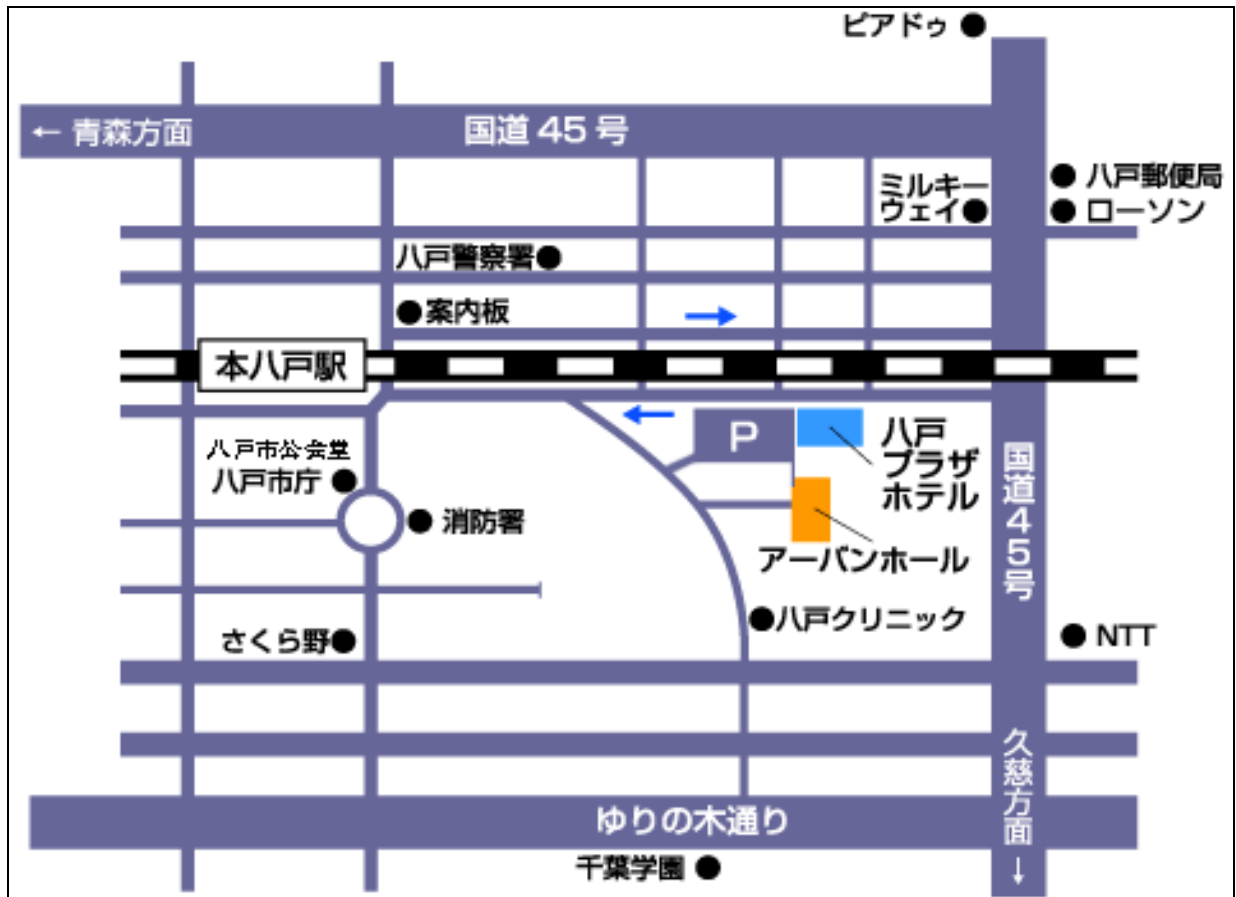 ピアドゥ
← 青森方面
国道 45 号
ミルキー
ウェイ
八戸郵便局
ローソン
八戸警察署
案内板
本八戸駅
P
八戸
プラザ
ホテル
八戸市公会堂
八戸市庁
消防署
アーバンホール
国道45号
八戸クリニック
さくら野
NTT
久慈方面↓
ゆりの木通り
千葉学園